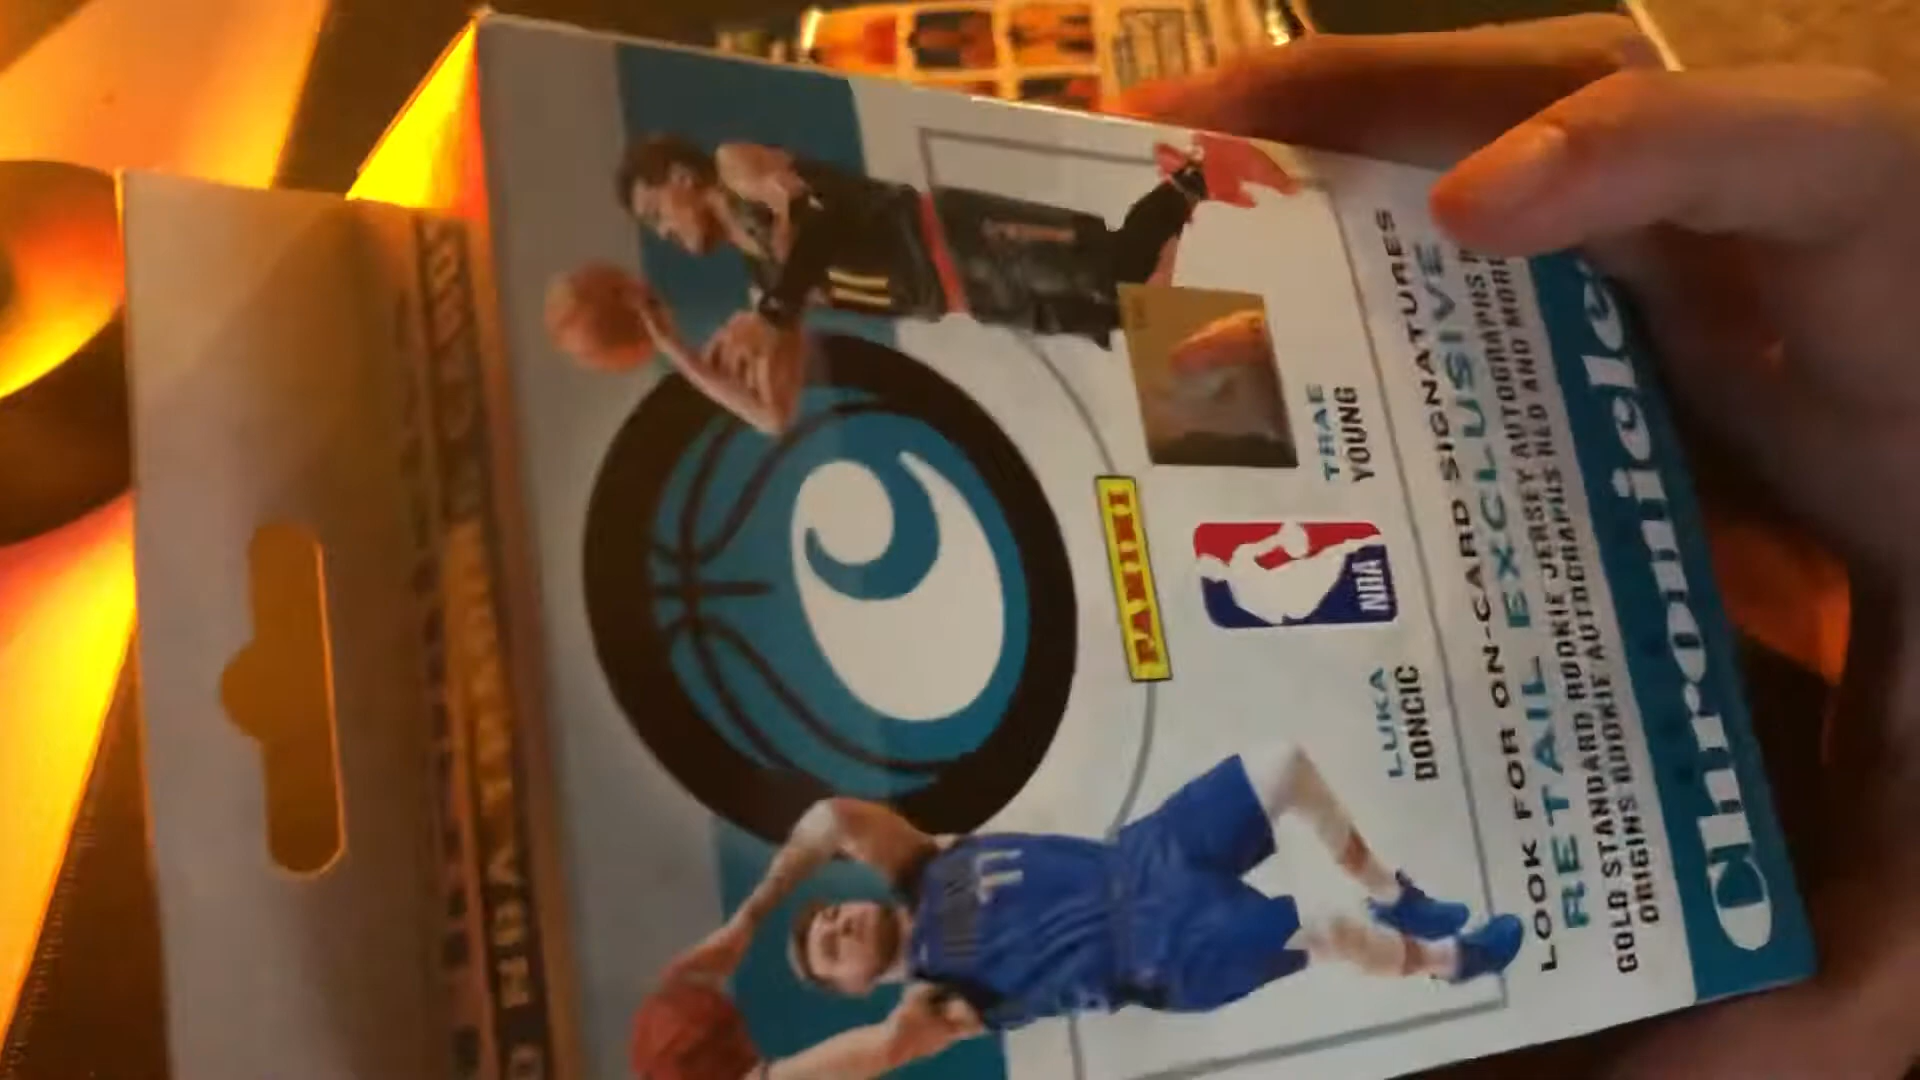 TRAE
YOUNG
PANINI
NBA
LUKA
DONCIC
11
LOOK FOR ON-CARD SIGNATURES
RETAIL EXCLUSIVE
GOLD STANDARD ROOKIE JERSEY AUTOGRAPHS
ORIGINS ROOKIE AUTOGRAPHS RED AND MORE
Chronicles